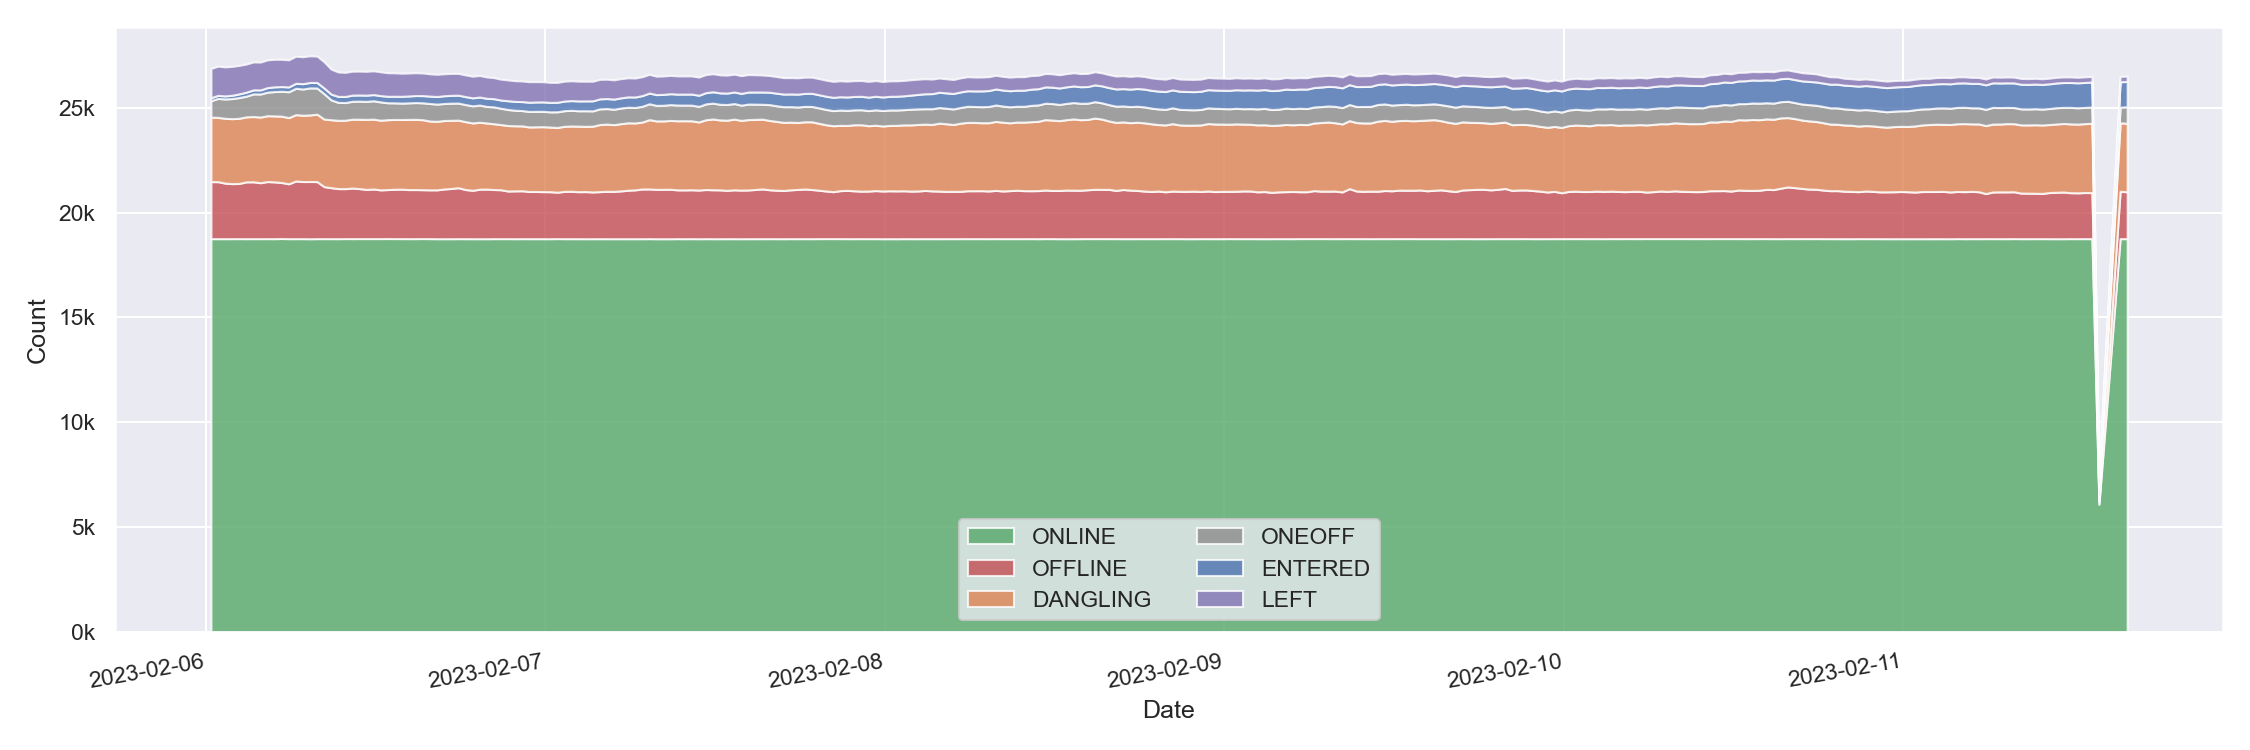 25k
20k
15k
10k
5k
0k
Count
ONLINE
OFFLINE
DANGLING
ONEOFF
ENTERED
LEFT
2023-02-06
2023-02-07
2023-02-08
2023-02-09
2023-02-10
2023-02-11
Date